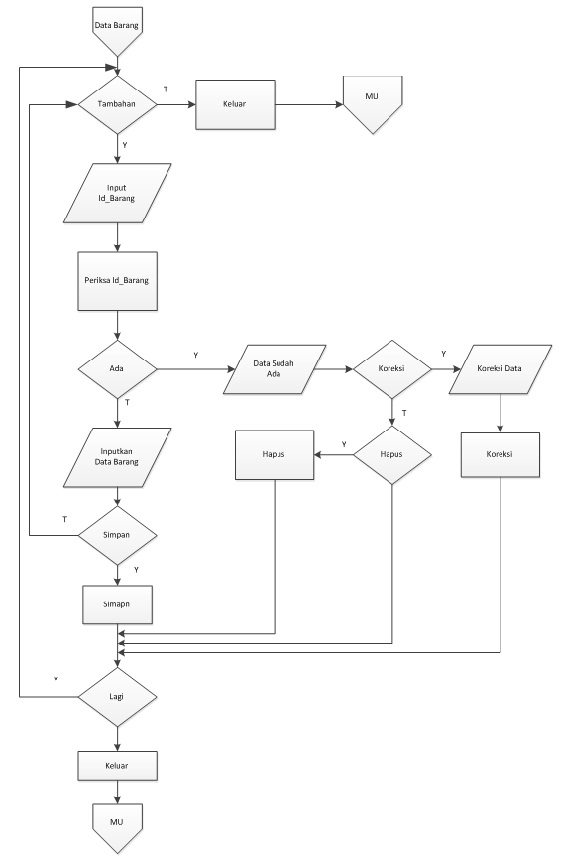 Data Barang
Tambahan
T
Keluar
MU
Y
Input
Id_Barang
Periksa Id_Barang
Ada
Y
Data Sudah
Ada
Koreksi
Y
Koreksi Data
T
T
Inputkan
Data Barang
Hapus
Y
Hapus
Koreksi
T
Simpan
Y
Simapn
Lagi
Keluar
MU